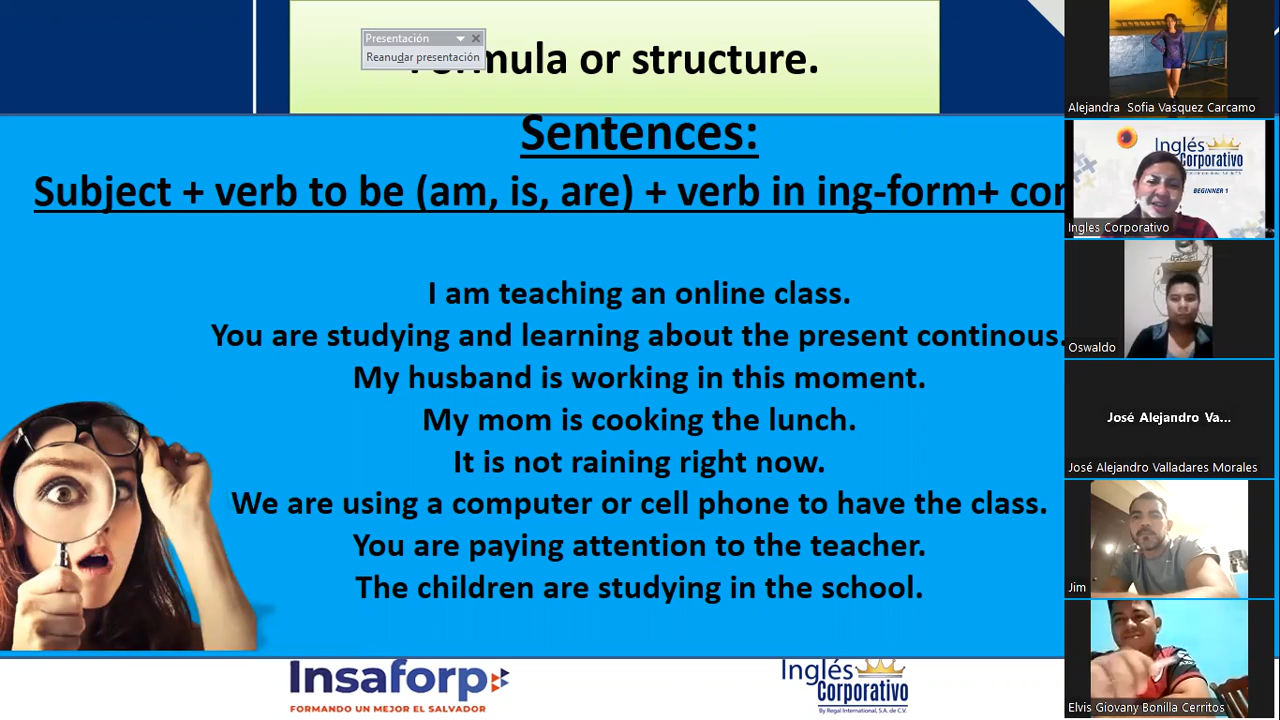 Presentación
Reanudar presentación
Formula or structure.
Sentences:
Subject + verb to be (am, is, are) + verb in ing-form+
I am teaching an online class.
You are studying and learning about the present continous.
My husband is working in this moment.
My mom is cooking the lunch.
It is not raining right now.
We are using a computer or cell phone to have the class.
You are paying attention to the teacher.
The children are studying in the school.
Insaforp
FORMANDO UN MEJOR EL SALVADOR
Inglés
Corporativo
By Regal International, S.A. de C.V.
Alejandra Sofia Vasquez Carcamo
Inglés
Corporativo
BEGINNER 1
Ingles Corporativo
Oswaldo
José Alejandro Va...
José Alejandro Valladares Morales
Jim
Elvis Giovany Bonilla Cerritos